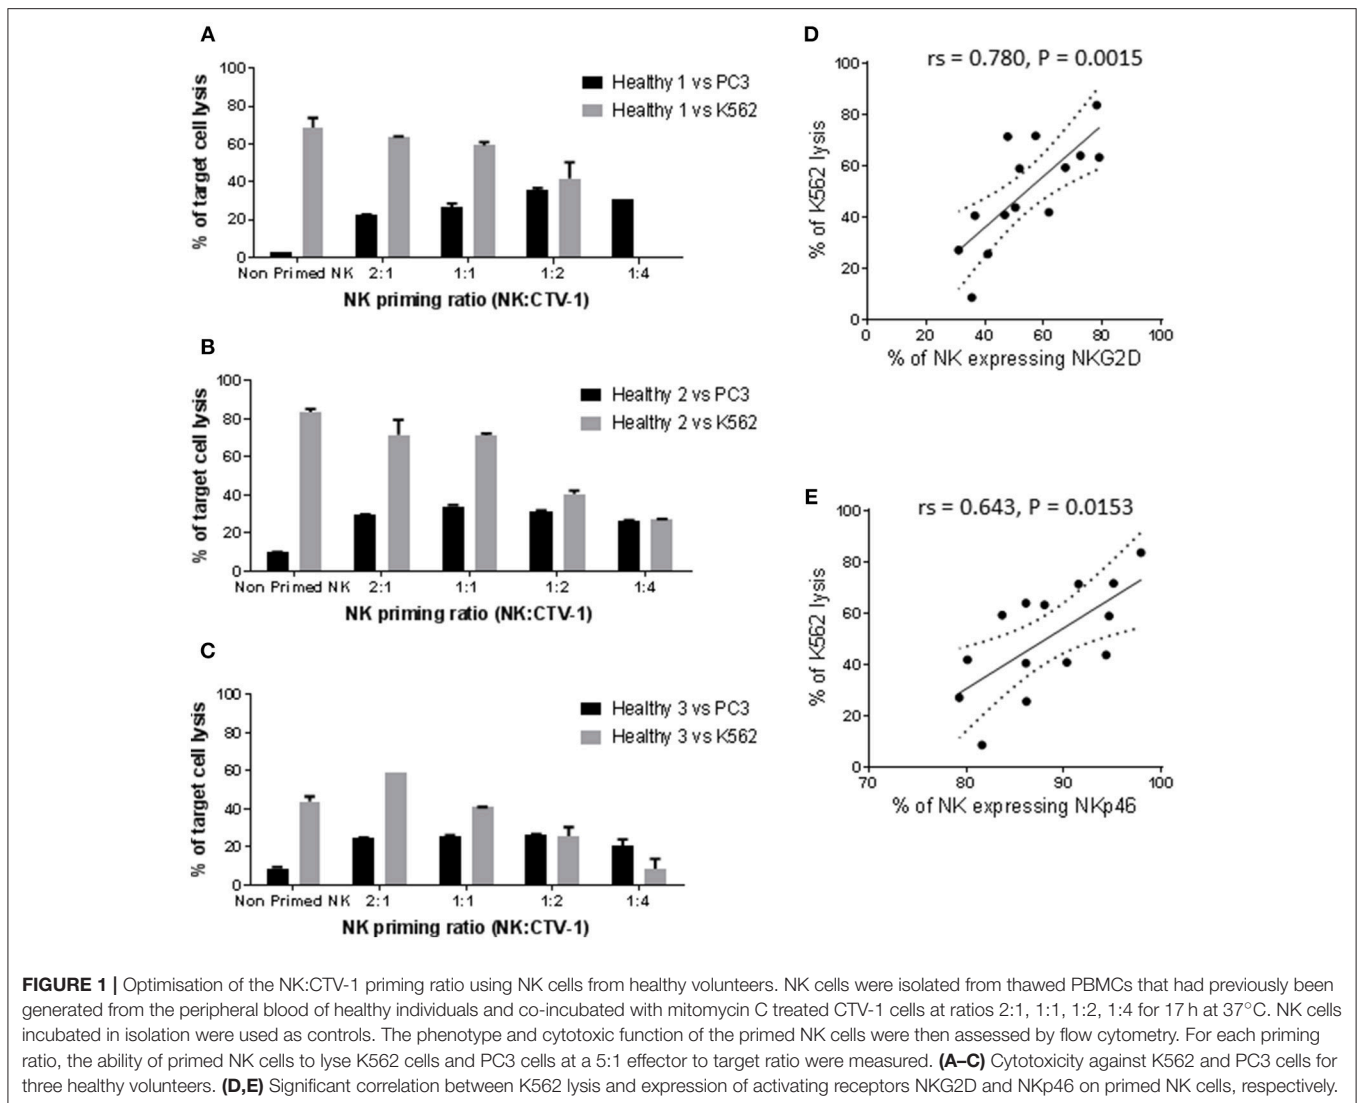 A
100
80
60
40
20
0
% of target cell lysis
Healthy 1 vs PC3
Healthy 1 vs K562
Non Primed NK 2:1 1:1 1:2 1:4
NK priming ratio (NK:CTV-1)
B
100
80
60
40
20
0
% of target cell lysis
Healthy 2 vs PC3
Healthy 2 vs K562
Non Primed NK 2:1 1:1 1:2 1:4
NK priming ratio (NK:CTV-1)
C
100
80
60
40
20
0
% of target cell lysis
Healthy 3 vs PC3
Healthy 3 vs K562
Non Primed NK 2:1 1:1 1:2 1:4
NK priming ratio (NK:CTV-1)
D
rs = 0.780, P = 0.0015
100
80
60
40
20
0
% of K562 lysis
0 20 40 60 80 100
% of NK expressing NKG2D
E
rs = 0.643, P = 0.0153
100
80
60
40
20
0
% of K562 lysis
70 80 90 100
% of NK expressing NKp46
FIGURE 1 | Optimisation of the NK:CTV-1 priming ratio using NK cells from healthy volunteers. NK cells were isolated from thawed PBMCs that had previously been
generated from the peripheral blood of healthy individuals and co-incubated with mitomycin C treated CTV-1 cells at ratios 2:1, 1:1, 1:2, 1:4 for 17 h at 37°C. NK cells
incubated in isolation were used as controls. The phenotype and cytotoxic function of the primed NK cells were then assessed by flow cytometry. For each priming
ratio, the ability of primed NK cells to lyse K562 cells and PC3 cells at a 5:1 effector to target ratio were measured. (A–C) Cytotoxicity against K562 and PC3 cells for
three healthy volunteers. (D,E) Significant correlation between K562 lysis and expression of activating receptors NKG2D and NKp46 on primed NK cells, respectively.